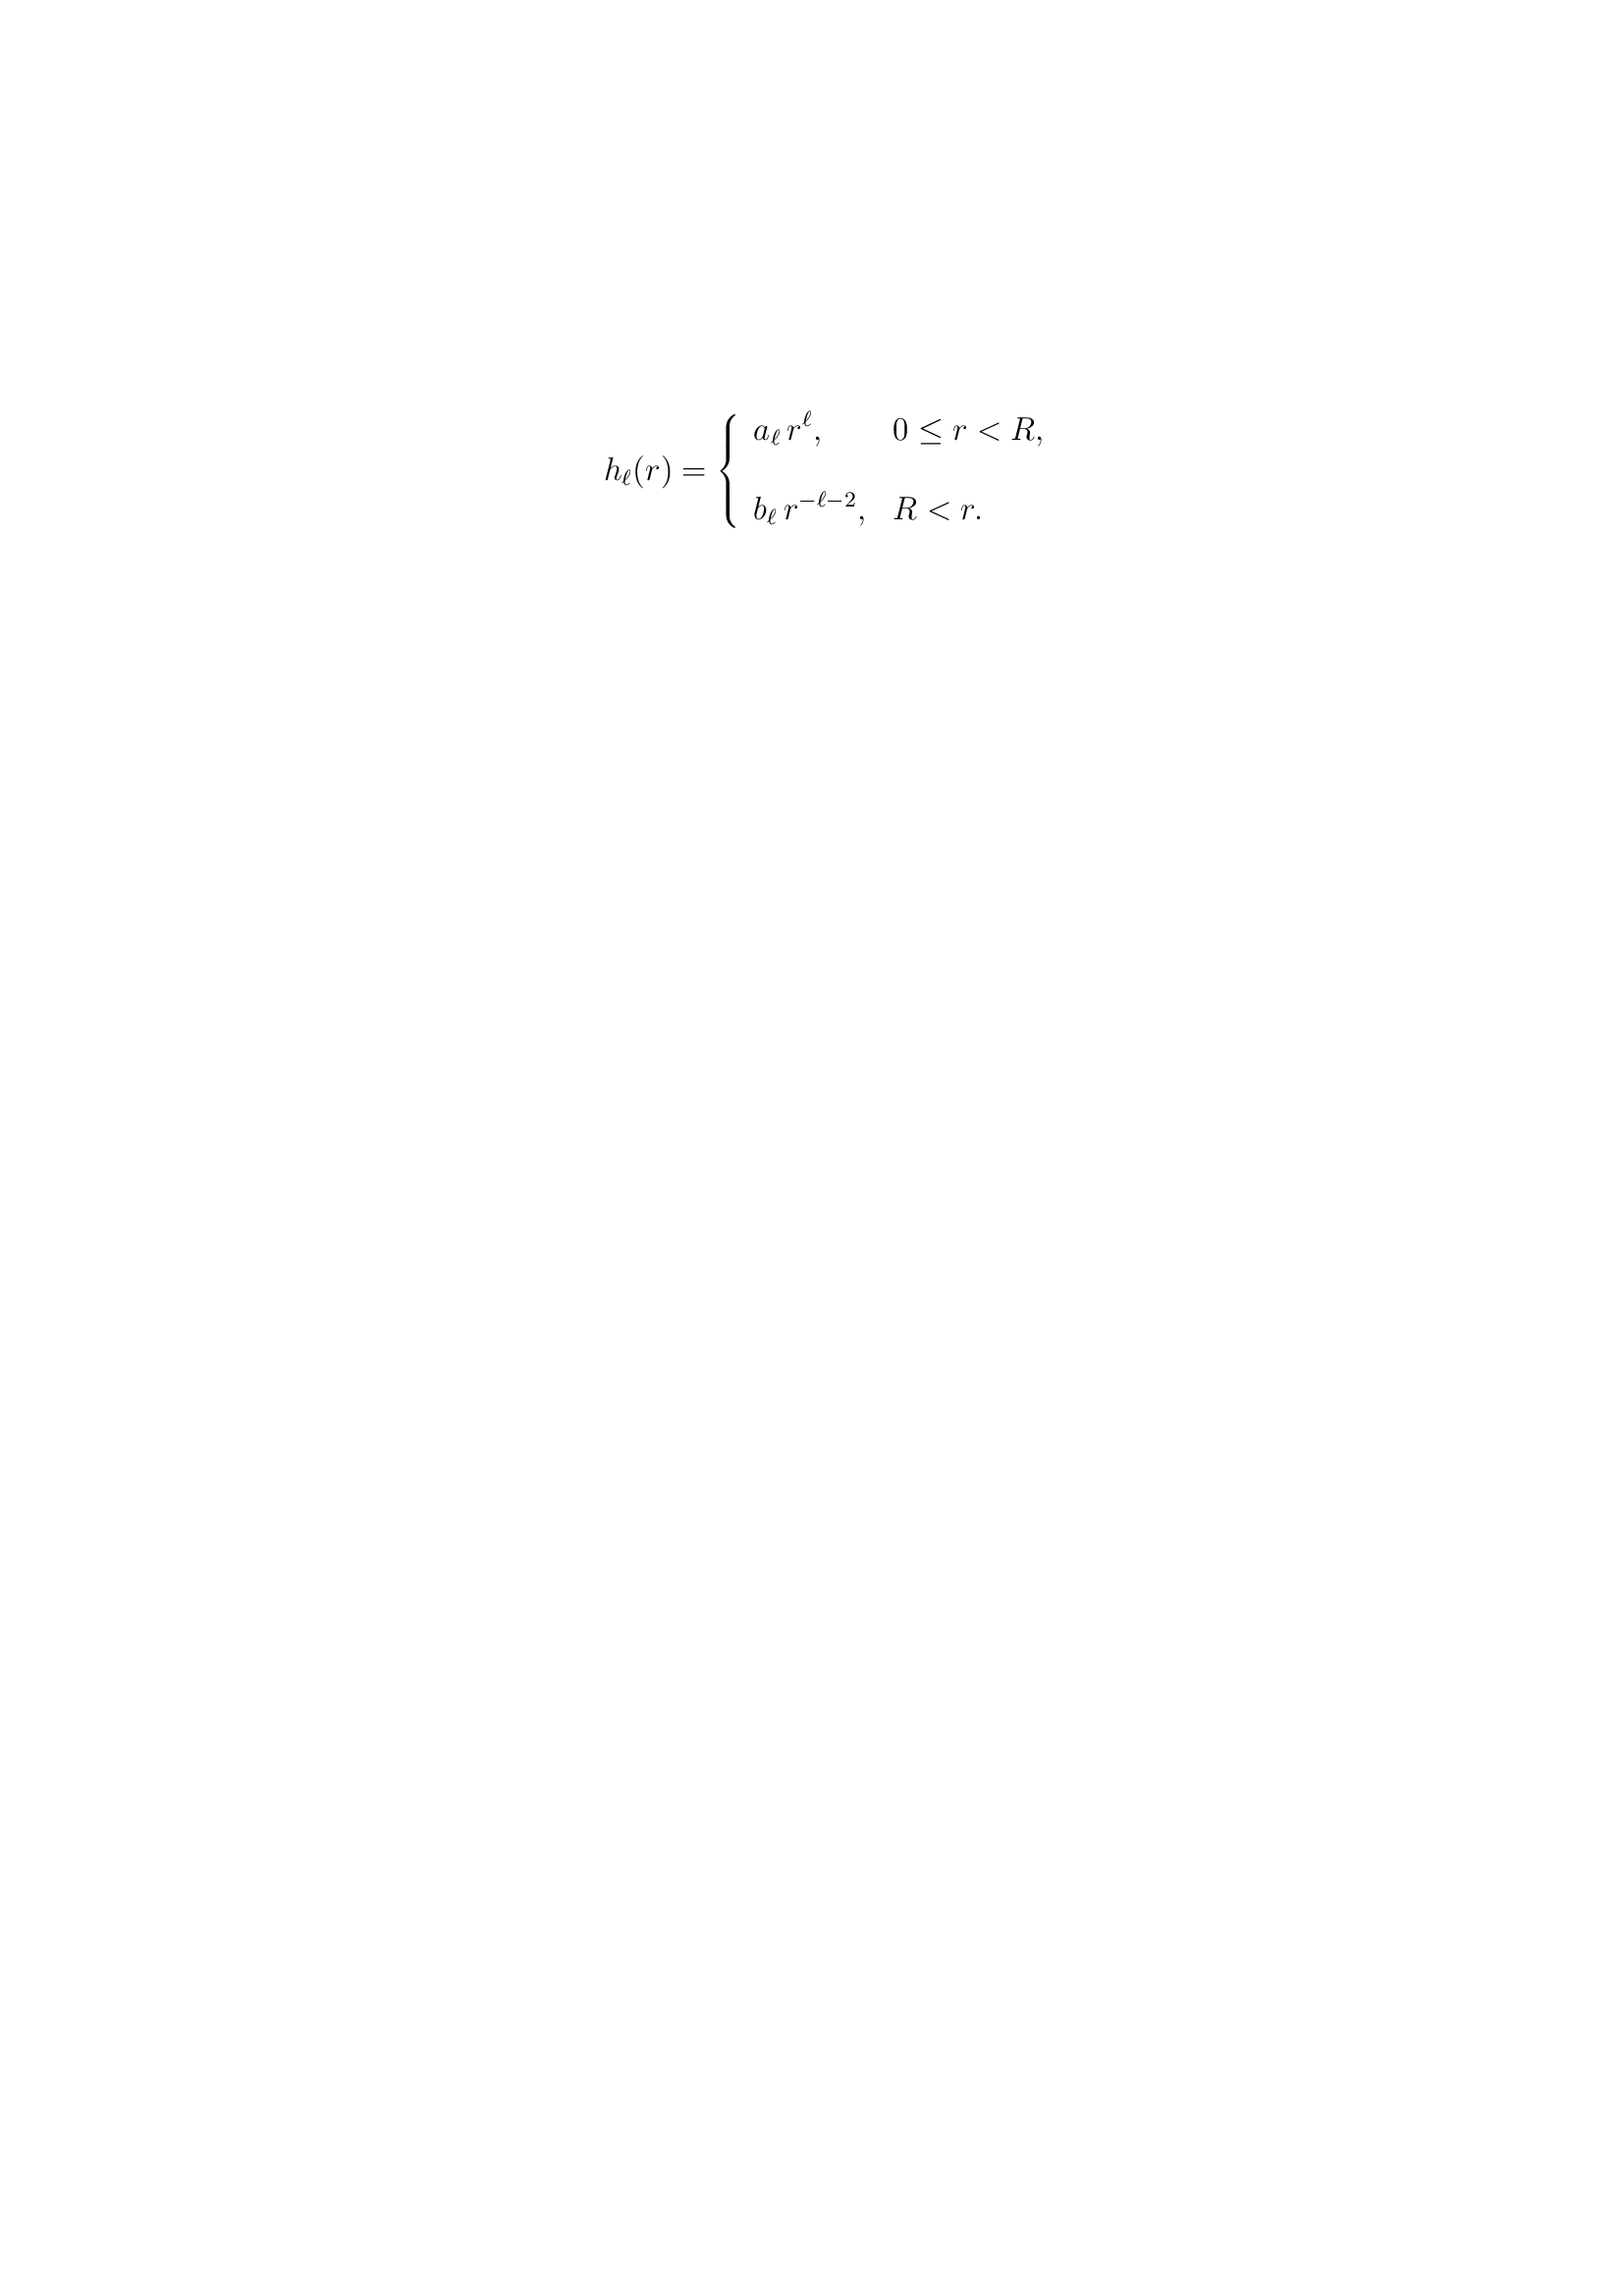 h_ℓ(r) = { a_ℓ r^ℓ, 0 ≤ r < R,
b_ℓ r^{−ℓ−2}, R < r.